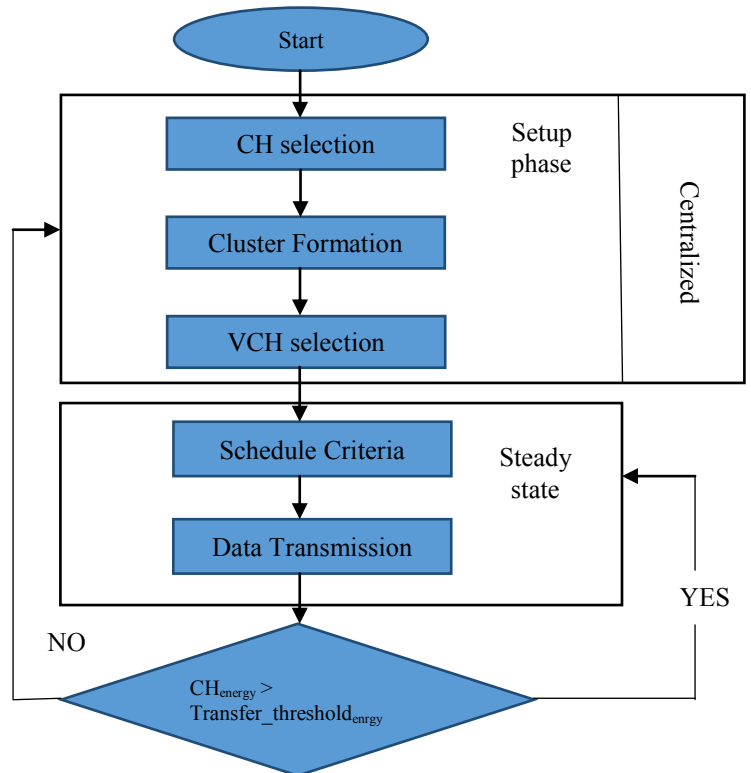 Start
CH selection
Setup
phase
Centralized
Cluster Formation
VCH selection
Schedule Criteria
Steady
state
Data Transmission
YES
NO
CHenergy >
Transfer_thresholdenrgy